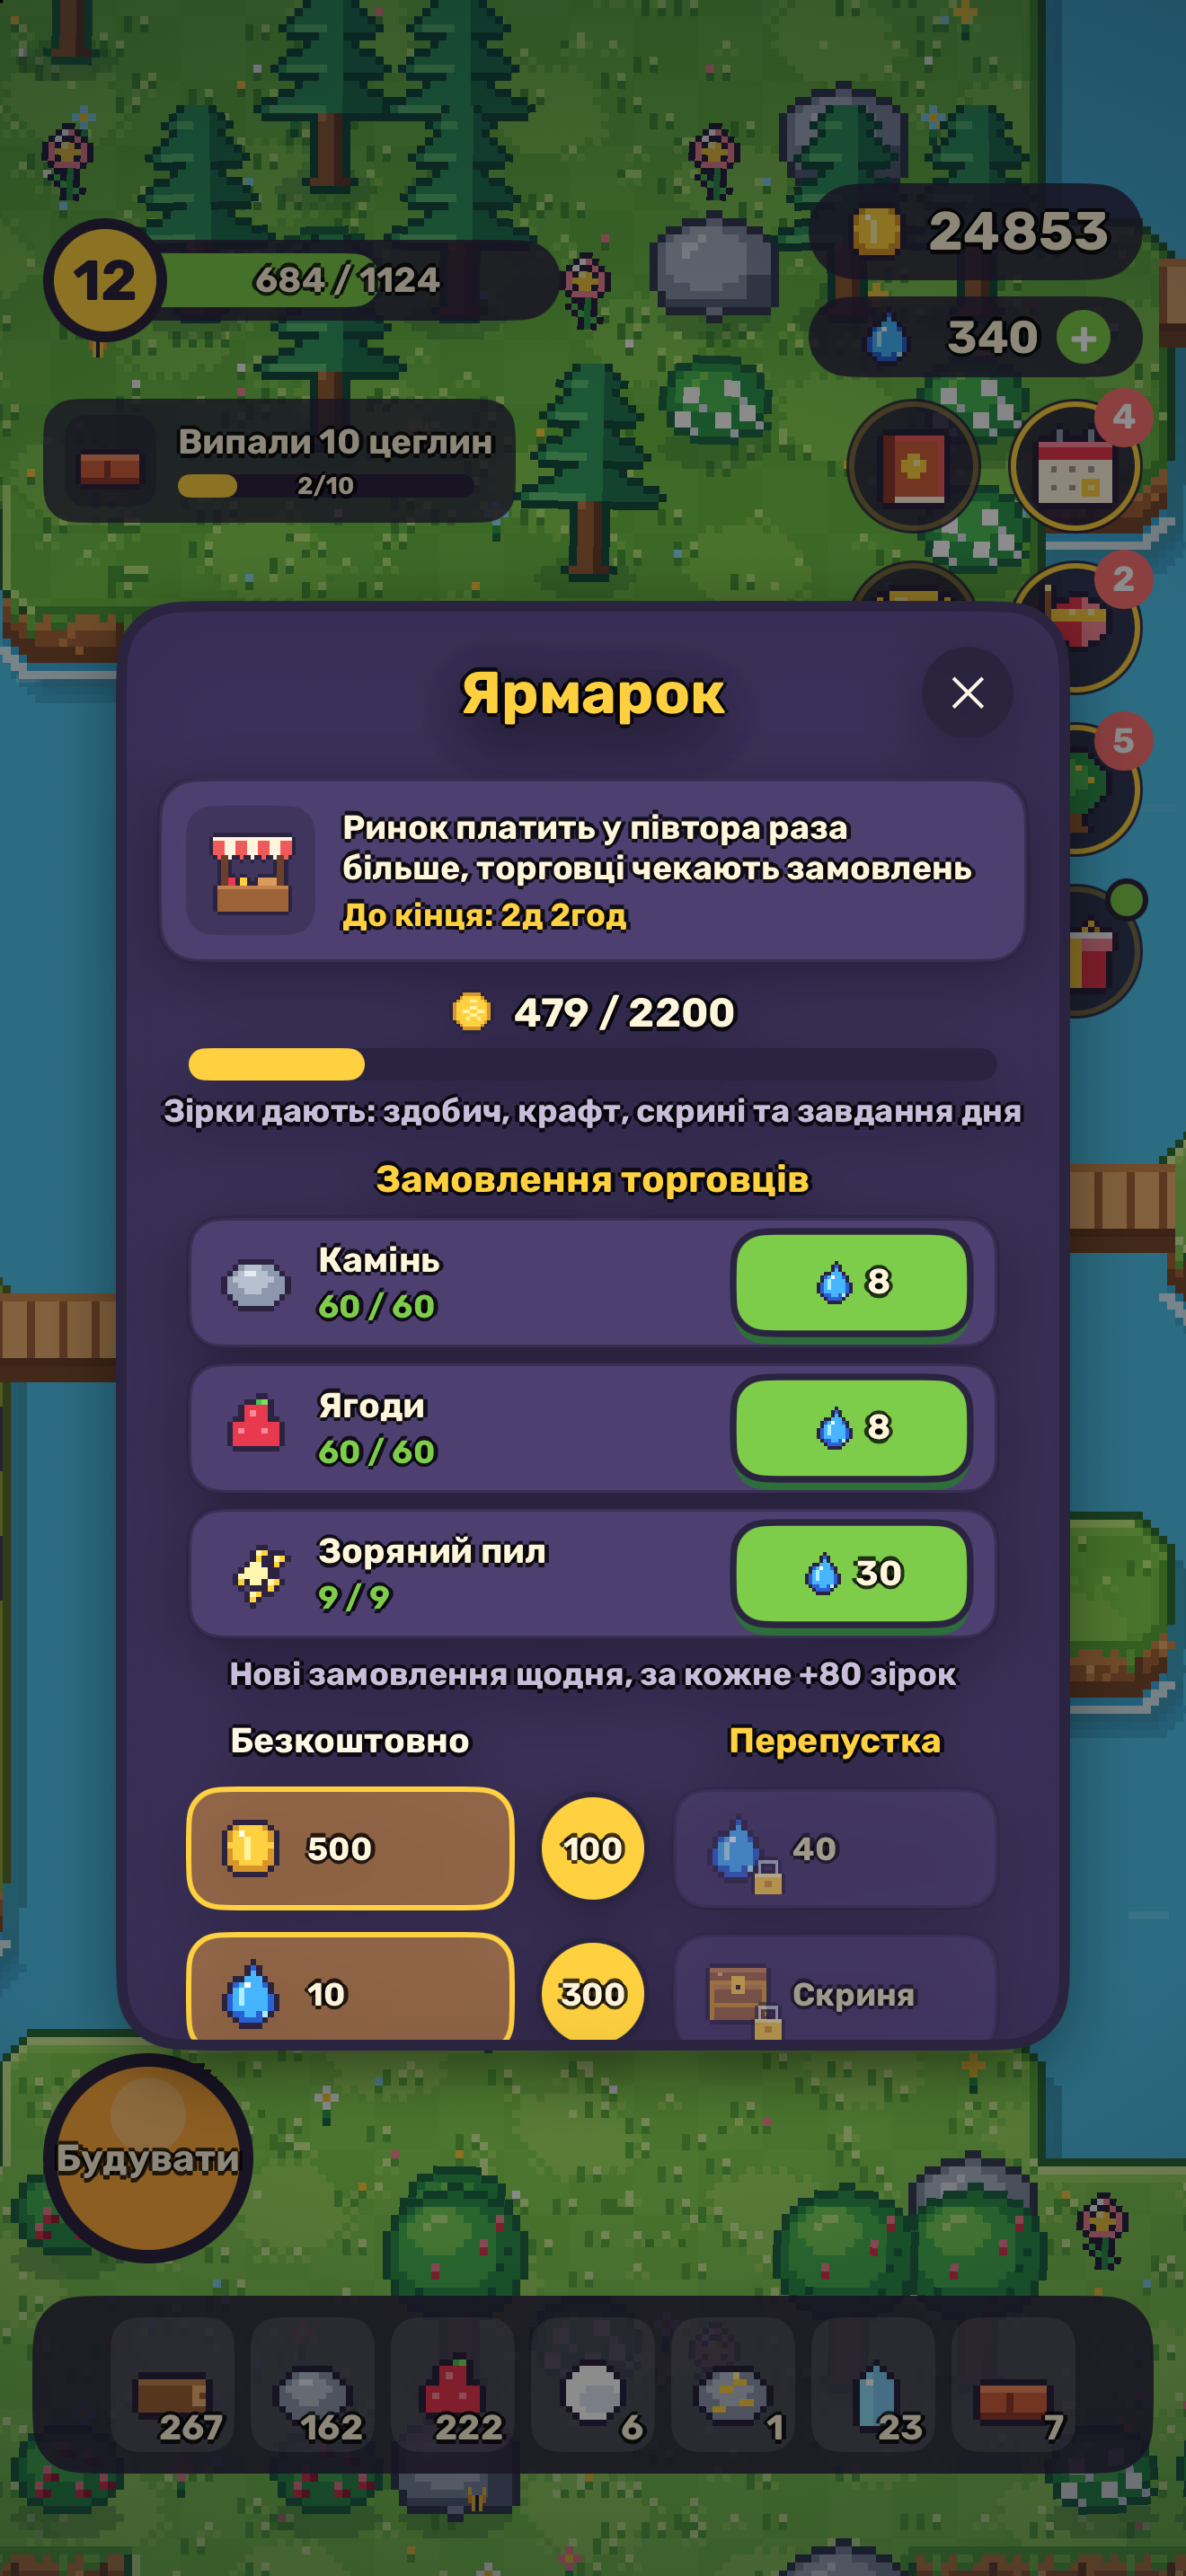 24853
12
684 / 1124
340
+
Випали 10 цеглин
2/10
4
2
5
Ярмарок
Ринок платить у півтора раза
більше, торговці чекають замовлень
До кінця: 2д 2год
479 / 2200
Зірки дають: здобич, крафт, скрині та завдання дня
Замовлення торговців
Камінь
60 / 60
8
Ягоди
60 / 60
8
Зоряний пил
9 / 9
30
Нові замовлення щодня, за кожне +80 зірок
Безкоштовно
Перепустка
500
100
40
10
300
Скриня
Будувати
267
162
222
6
1
23
7